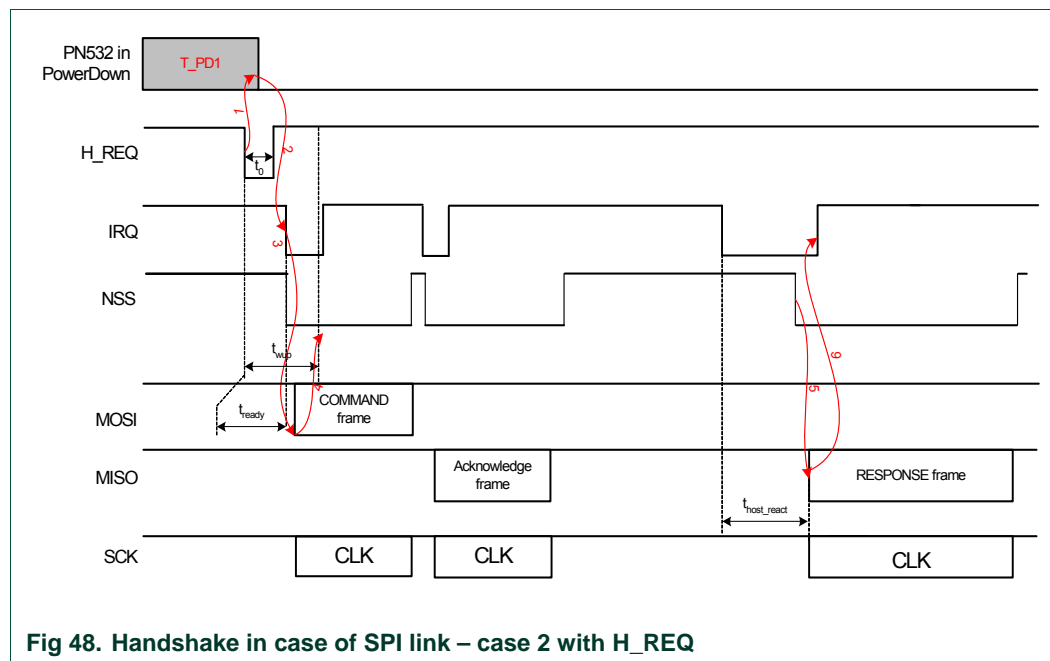 PN532 in
PowerDown
T_PD1
1
H_REQ
t0
2
IRQ
3
NSS
twup
4
5
6
COMMAND
frame
tready
MOSI
MISO
Acknowledge
frame
RESPONSE frame
thost_react
SCK
CLK
CLK
CLK
Fig 48. Handshake in case of SPI link – case 2 with H_REQ